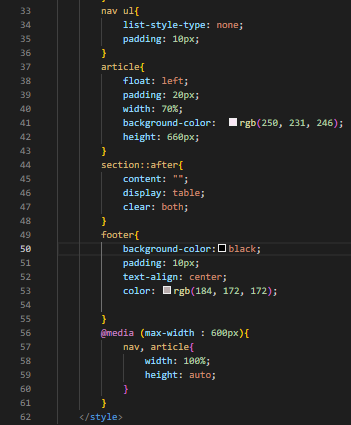 33 nav ul{
34 list-style-type: none;
35 padding: 10px;
36 }
37 article{
38 float: left;
39 padding: 20px;
40 width: 70%;
41 background-color: rgb(250, 231, 246);
42 height: 660px;
43 }
44 section::after{
45 content: "";
46 display: table;
47 clear: both;
48 }
49 footer{
50 background-color: black;
51 padding: 10px;
52 text-align: center;
53 color: rgb(184, 172, 172);
54
55 }
56 @media (max-width : 600px){
57 nav, article{
58 width: 100%;
59 height: auto;
60 }
61 }
62 </style>